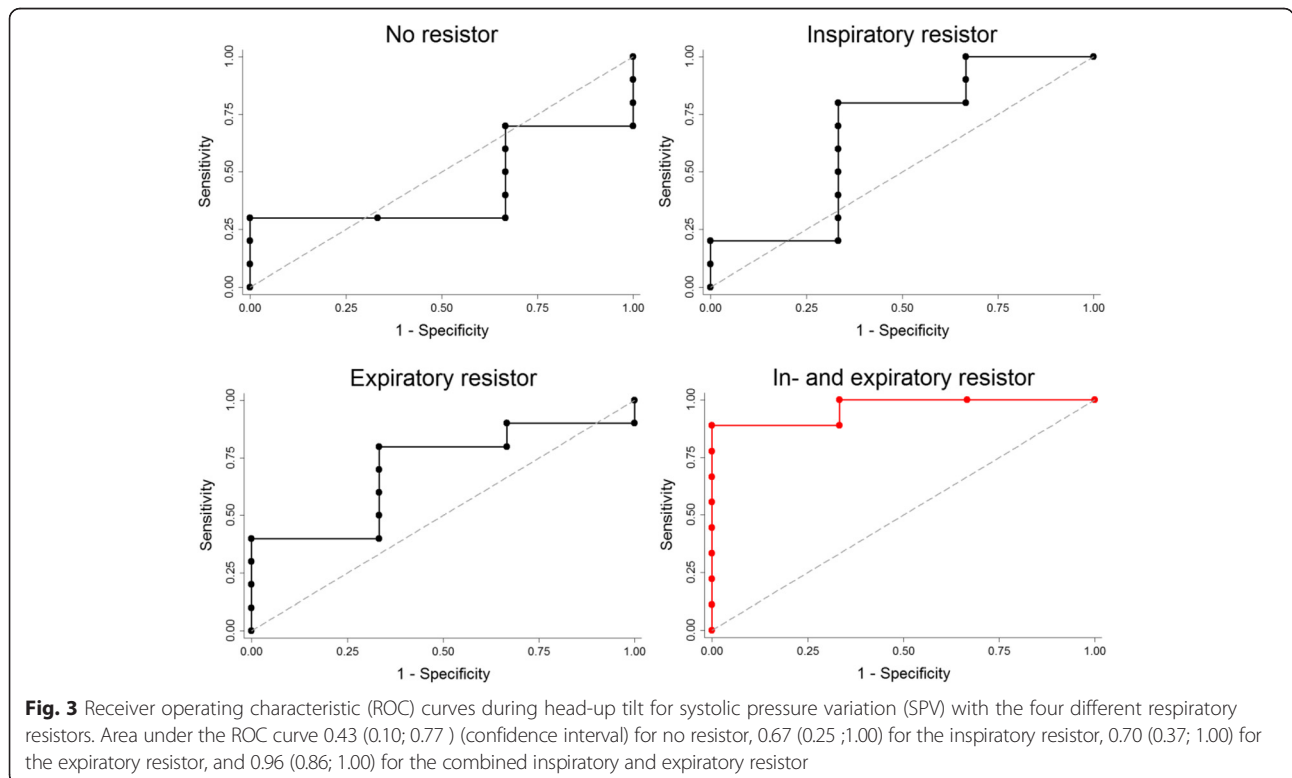 No resistor
Sensitivity
1.00
0.75
0.50
0.25
0.00
0.00 0.25 0.50 0.75 1.00
1 - Specificity
Inspiratory resistor
Sensitivity
1.00
0.75
0.50
0.25
0.00
0.00 0.25 0.50 0.75 1.00
1 - Specificity
Expiratory resistor
Sensitivity
1.00
0.75
0.50
0.25
0.00
0.00 0.25 0.50 0.75 1.00
1 - Specificity
In- and expiratory resistor
Sensitivity
1.00
0.75
0.50
0.25
0.00
0.00 0.25 0.50 0.75 1.00
1 - Specificity
Fig. 3 Receiver operating characteristic (ROC) curves during head-up tilt for systolic pressure variation (SPV) with the four different respiratory
resistors. Area under the ROC curve 0.43 (0.10; 0.77 ) (confidence interval) for no resistor, 0.67 (0.25 ;1.00) for the inspiratory resistor, 0.70 (0.37; 1.00) for
the expiratory resistor, and 0.96 (0.86; 1.00) for the combined inspiratory and expiratory resistor